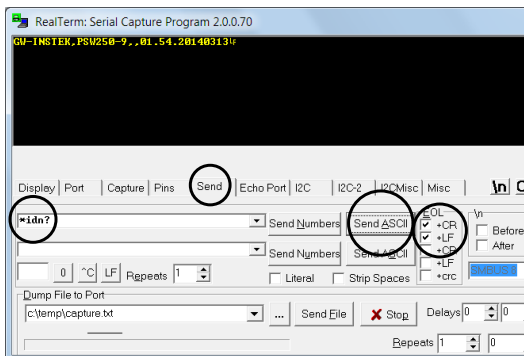 RealTerm: Serial Capture Program 2.0.0.70
GW-INSTEK,PSW250-9,,01.54.20140313LF
Display Port Capture Pins Send Echo Port I2C I2C-2 I2CMisc Misc \n
*idn? Send Numbers Send ASCII
EOL
+CR
+LF
\n
Before
After
Send Numbers Send ASCII
+CR
+LF
+crc
0 ^C LF Repeats 1
Literal Strip Spaces
Dump File to Port
c:\temp\capture.txt ... Send File Stop Delays 0 0
Repeats 1 0